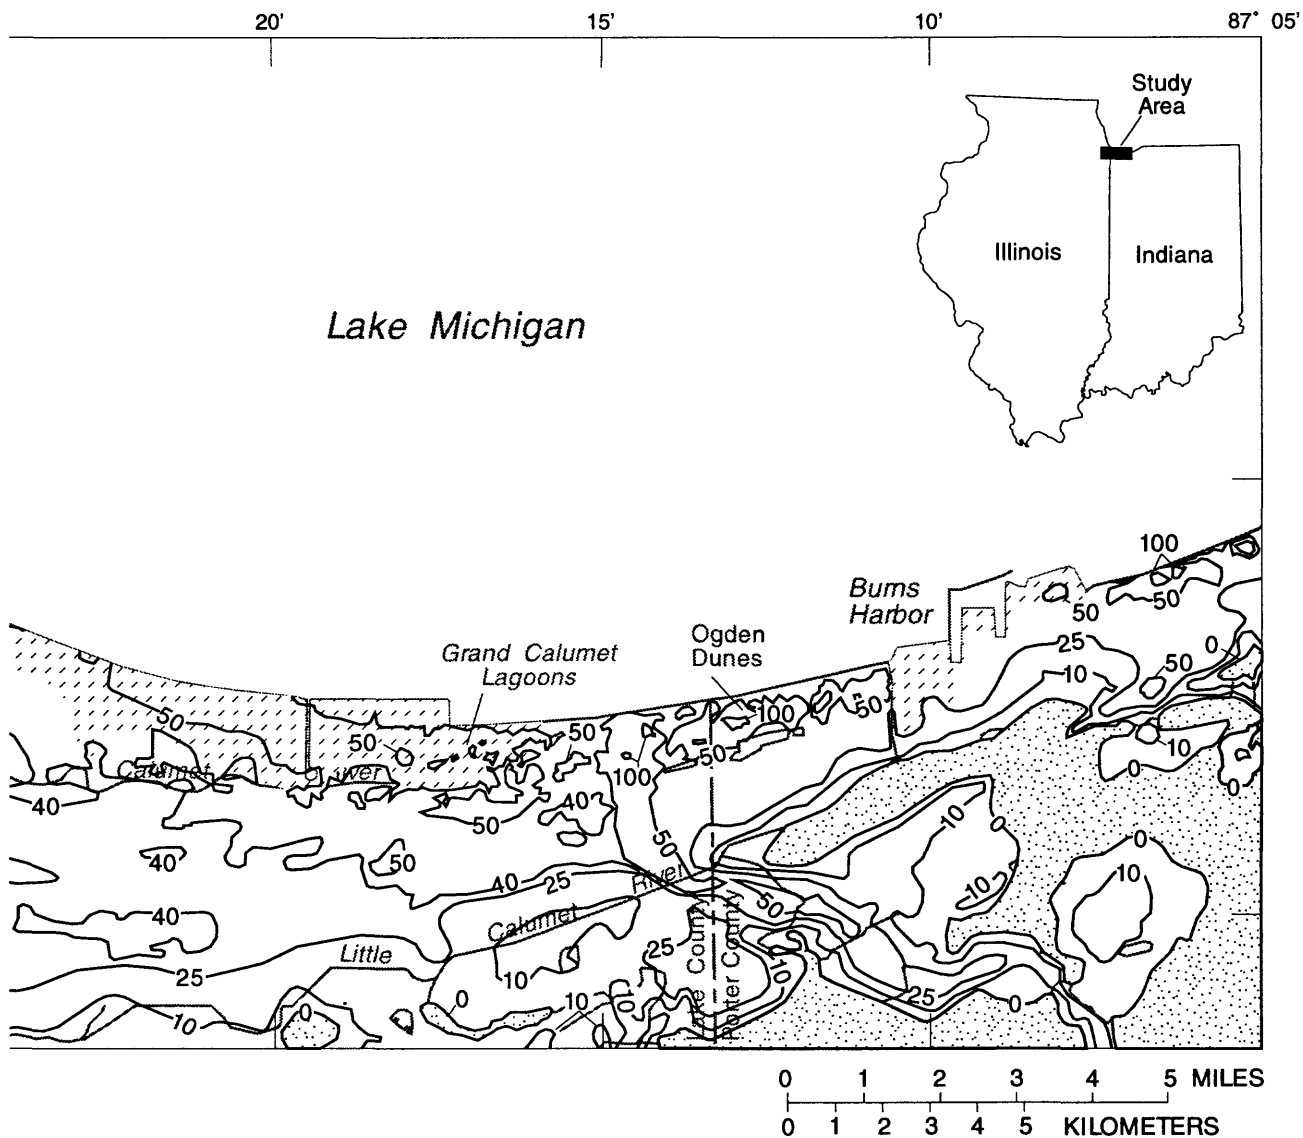 20' 15' 10' 87° 05'
Study
Area
Illinois Indiana
Lake Michigan
100
Burns
Harbor
50 50
Ogden
Dunes
25 0
Grand Calumet
Lagoons
10 50
50 100 50
50 50 50 10
Calumet River 100 0 0
40 40
50 10 0 0
50
40 50
40 25 River 10 10
Calumet 50
40
Little 25
25 10 10
0 10 10 25 0
10 0
Lake County
Porter County
0 1 2 3 4 5 MILES
0 1 2 3 4 5 KILOMETERS